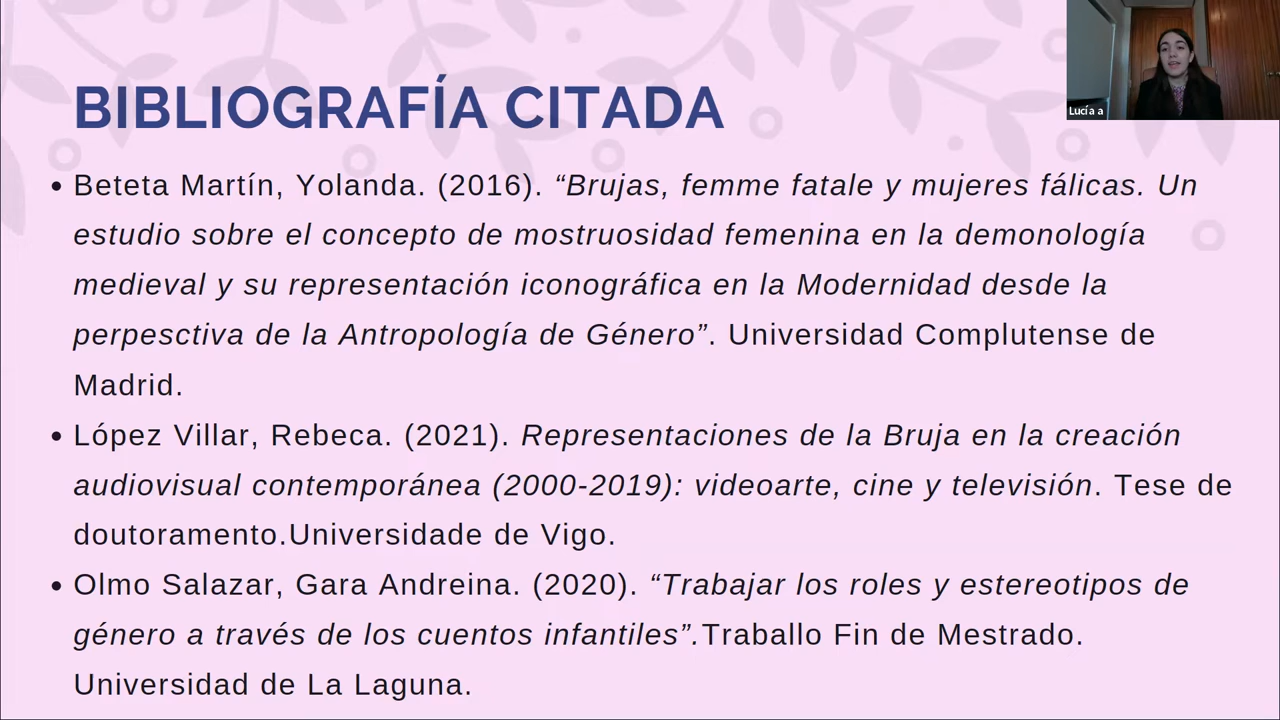 BIBLIOGRAFÍA CITADA
Lucía a
• Beteta Martín, Yolanda. (2016). “Brujas, femme fatale y mujeres fálicas. Un
estudio sobre el concepto de mostruosidad femenina en la demonología
medieval y su representación iconográfica en la Modernidad desde la
perpesctiva de la Antropología de Género”. Universidad Complutense de
Madrid.
• López Villar, Rebeca. (2021). Representaciones de la Bruja en la creación
audiovisual contemporánea (2000-2019): videoarte, cine y televisión. Tese de
doutoramento.Universidade de Vigo.
• Olmo Salazar, Gara Andreina. (2020). “Trabajar los roles y estereotipos de
género a través de los cuentos infantiles”.Traballo Fin de Mestrado.
Universidad de La Laguna.